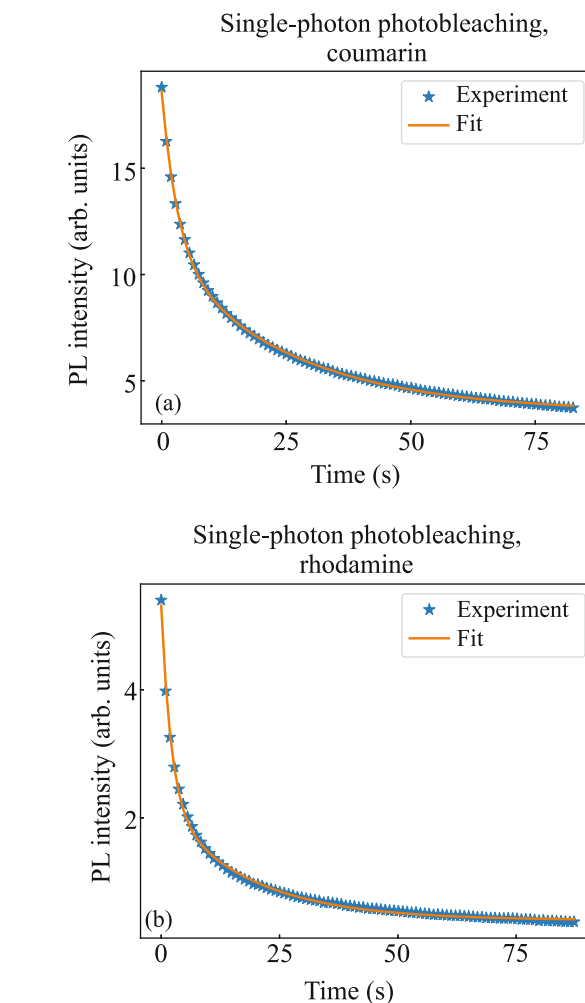 Single-photon photobleaching,
coumarin
Experiment
Fit
PL intensity (arb. units)
15
10
5
(a)
0 25 50 75
Time (s)
Single-photon photobleaching,
rhodamine
Experiment
Fit
PL intensity (arb. units)
4
2
(b)
0 25 50 75
Time (s)